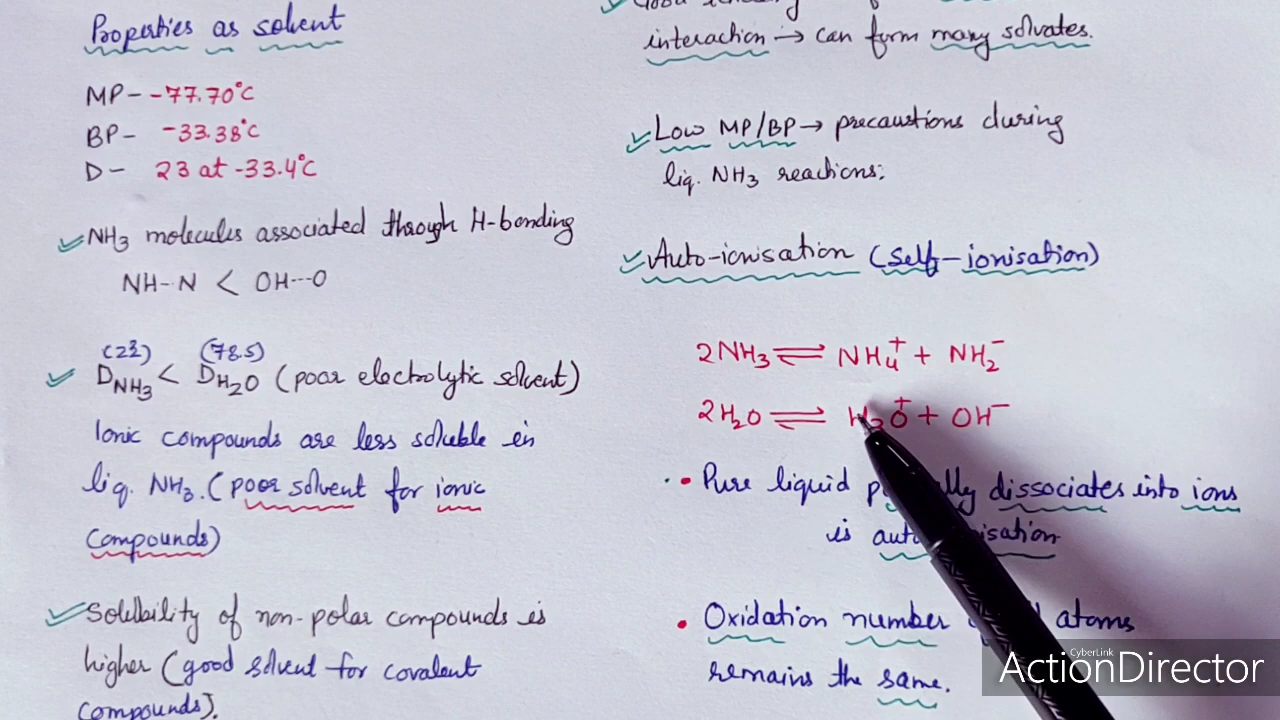 Properties as solvent
MP- -77.70°C
BP- -33.38°C
D- 23 at -33.4°C
NH3 molecules associated through H-bonding
NH--N < OH---O
(23) (78.5)
DNH3 < DH2O (poor electrolytic solvent)
Ionic compounds are less soluble in
liq. NH3. (poor solvent for ionic
compounds)
Solubility of non-polar compounds is
higher (good solvent for covalent
compounds).
interaction → can form many solvates.
Low MP/BP → precautions during
liq. NH3 reactions:
Auto-ionisation (self-ionisation)
2NH3 ⇌ NH4+ + NH2-
2H2O ⇌ H3O+ + OH-
• Pure liquid dissociates into ions
is
• Oxidation number atoms
remains the same.
CyberLink
ActionDirector